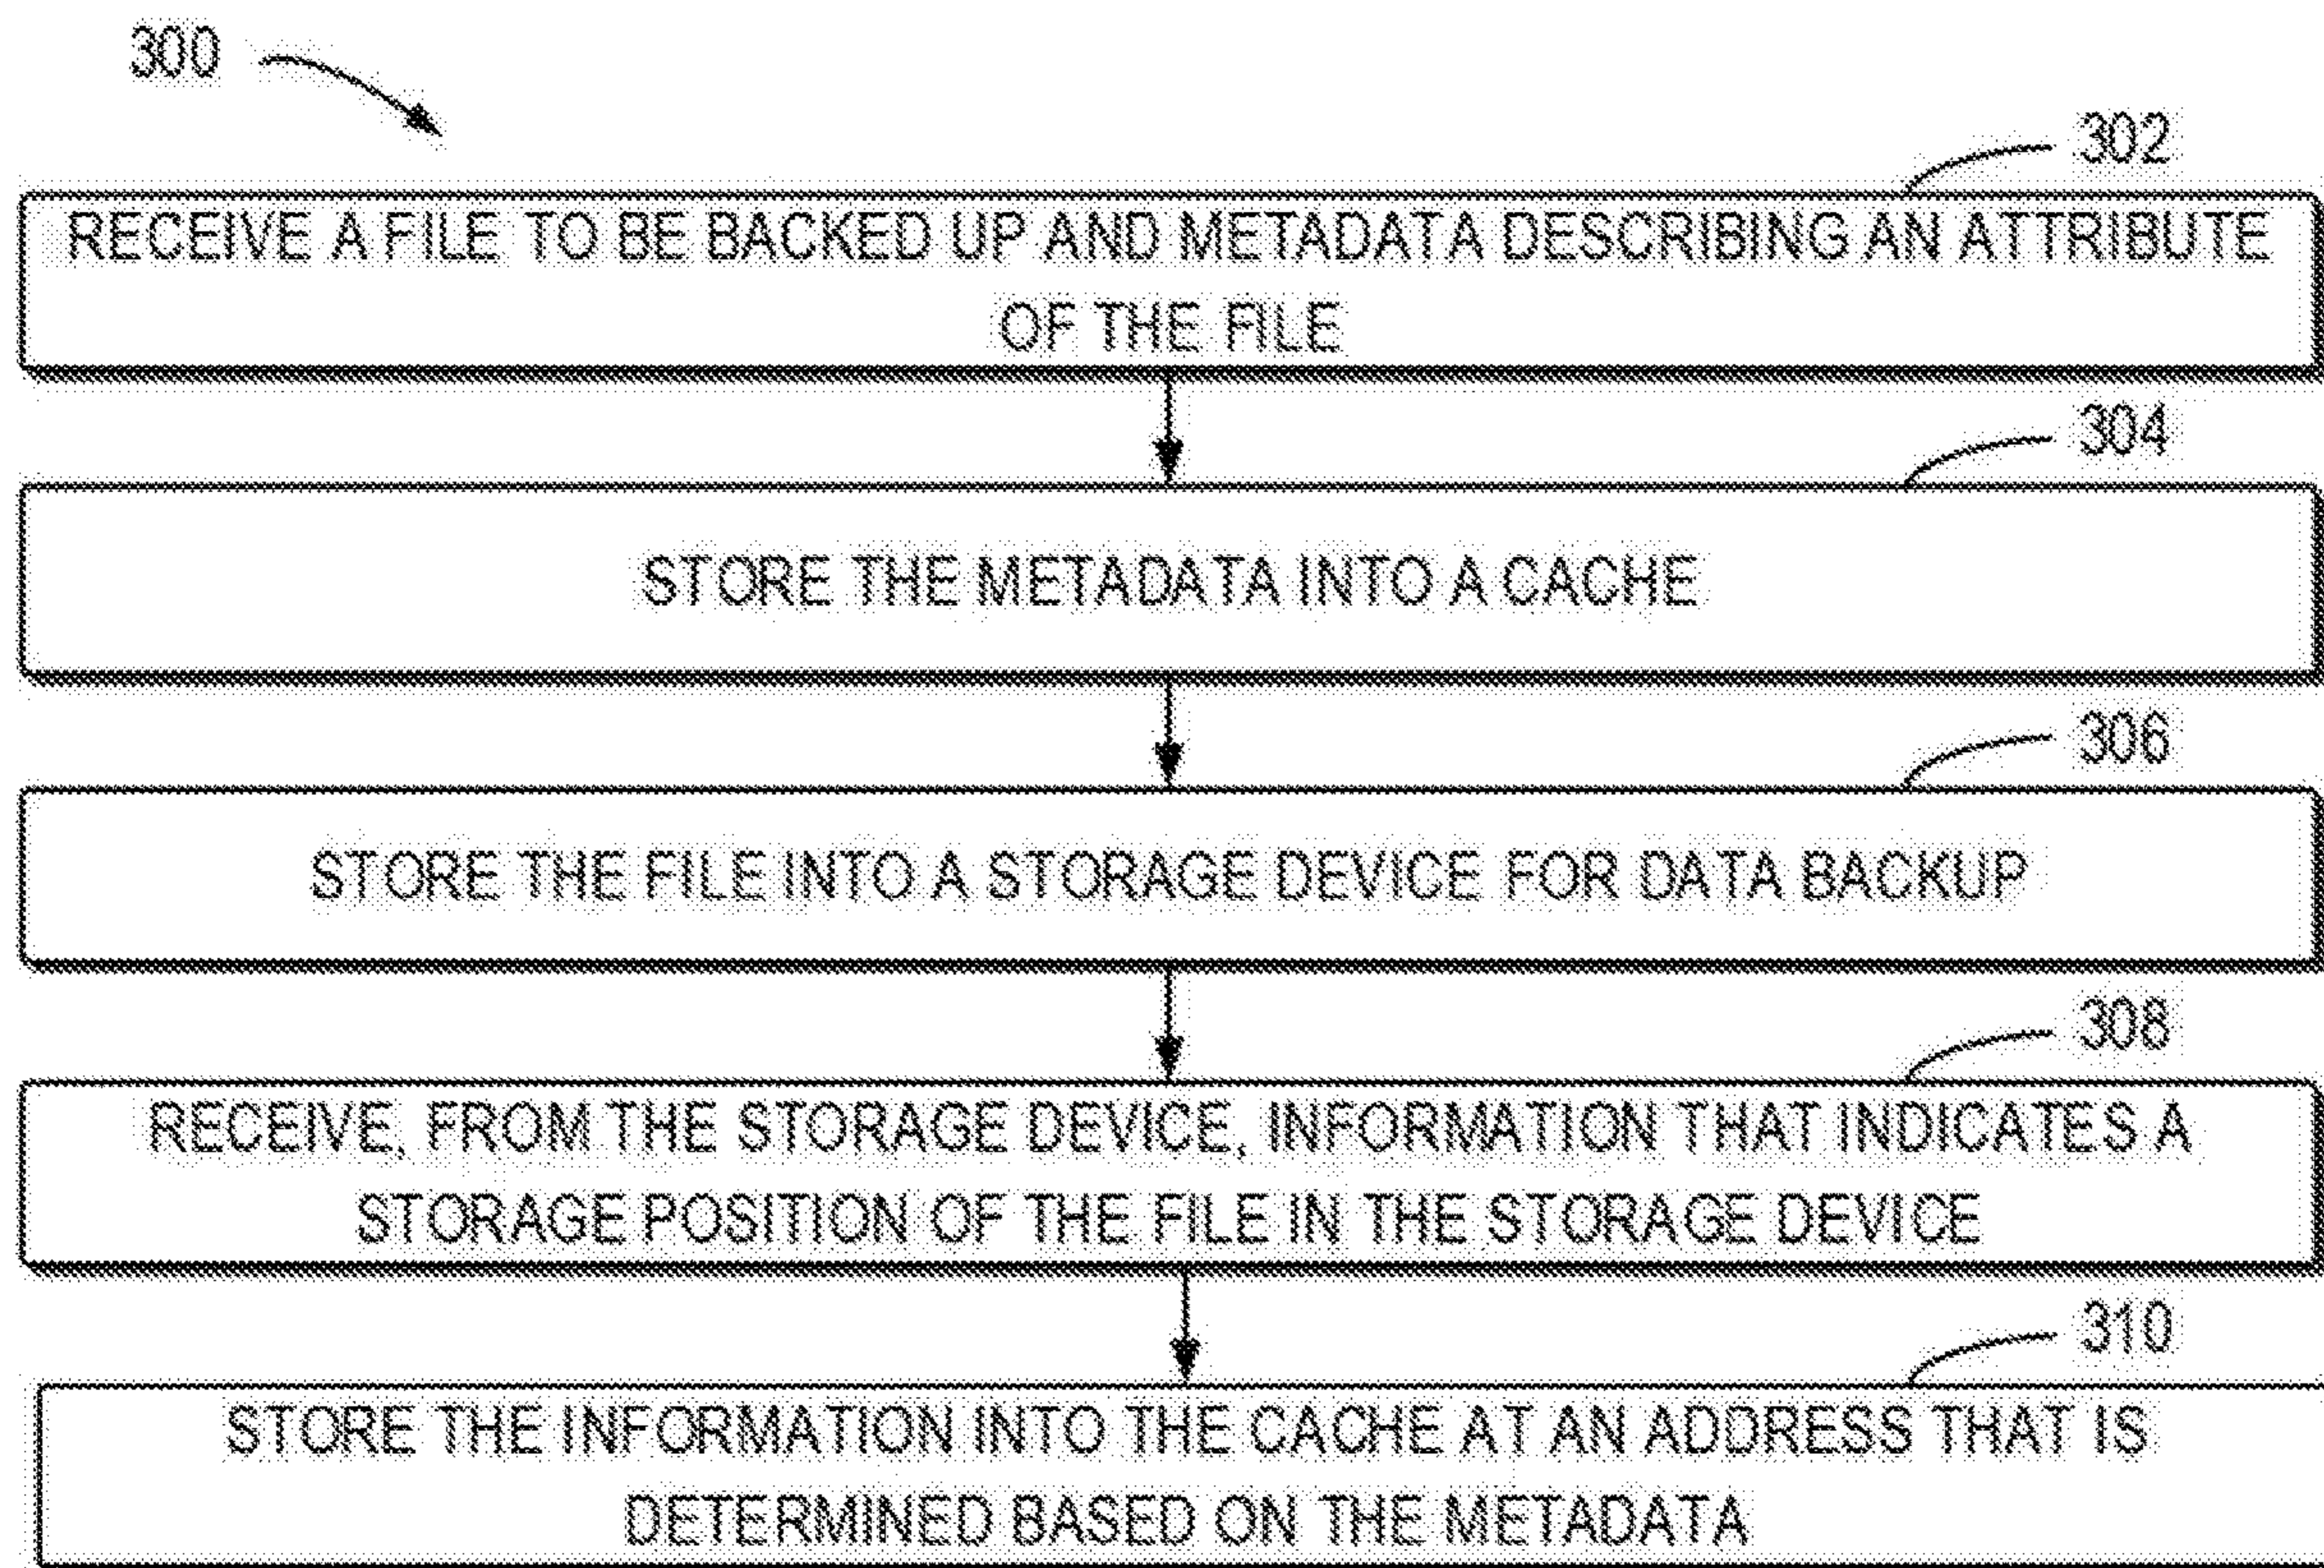 300
302
RECEIVE A FILE TO BE BACKED UP AND METADATA DESCRIBING AN ATTRIBUTE
OF THE FILE
304
STORE THE METADATA INTO A CACHE
306
STORE THE FILE INTO A STORAGE DEVICE FOR DATA BACKUP
308
RECEIVE, FROM THE STORAGE DEVICE, INFORMATION THAT INDICATES A
STORAGE POSITION OF THE FILE IN THE STORAGE DEVICE
310
STORE THE INFORMATION INTO THE CACHE AT AN ADDRESS THAT IS
DETERMINED BASED ON THE METADATA